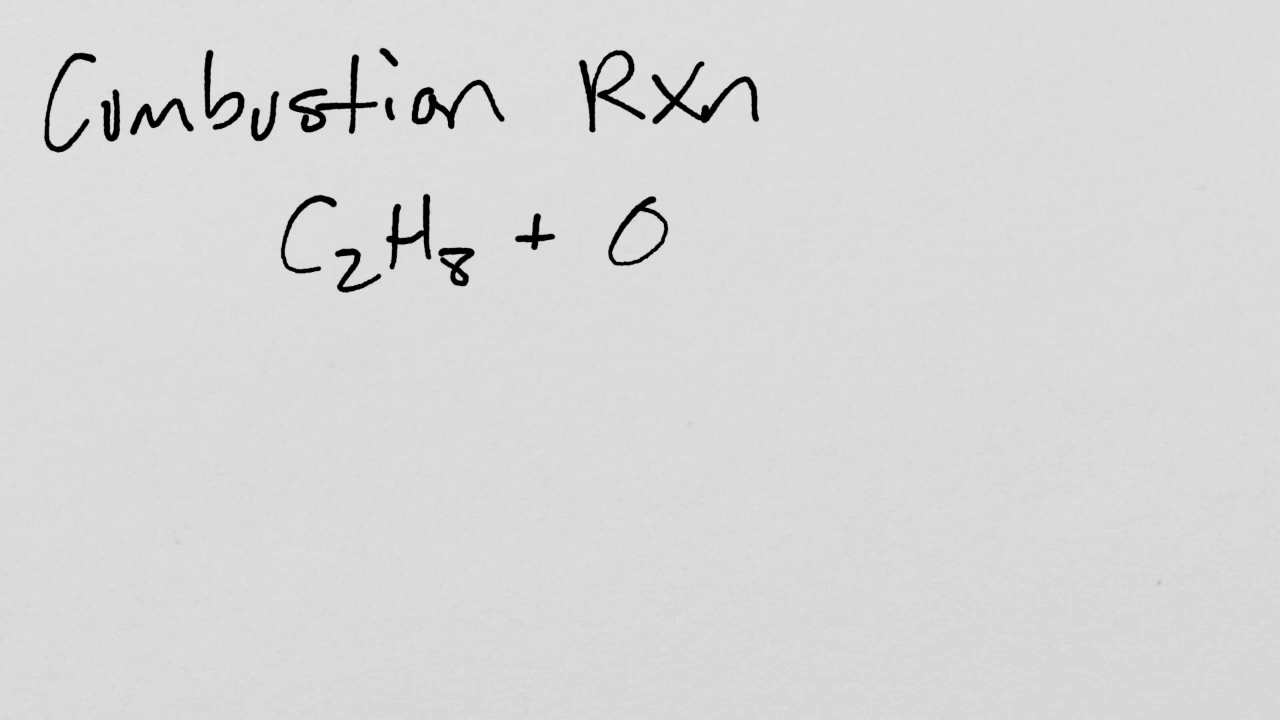 Combustion Rxn
C₂H₈ + O